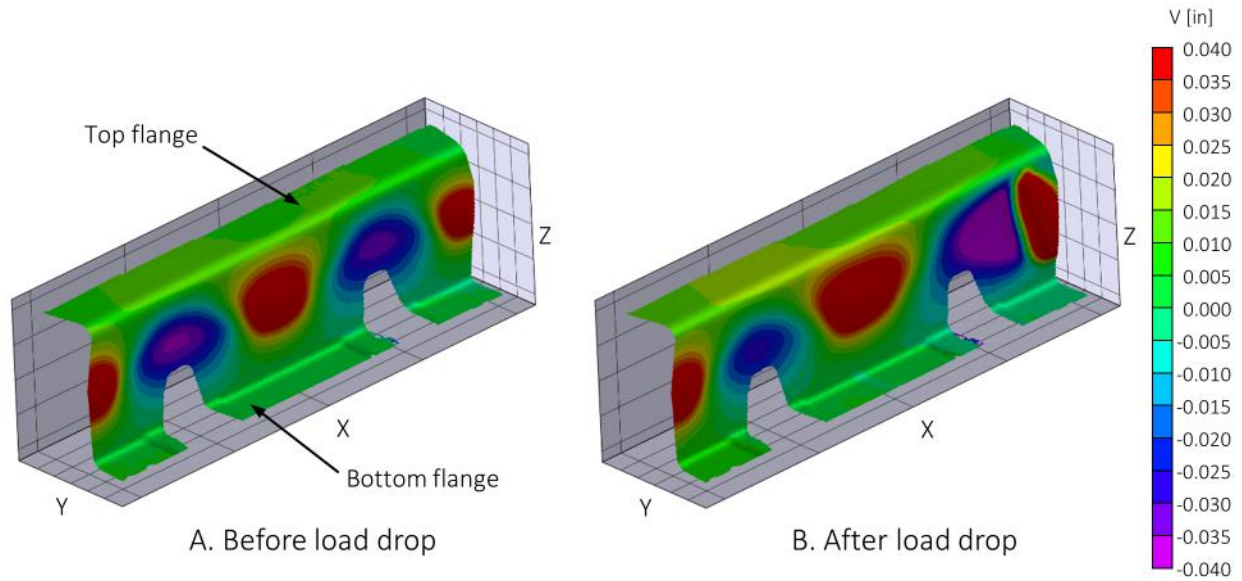 V [in]
0.040
0.035
0.030
0.025
0.020
0.015
0.010
0.005
0.000
-0.005
-0.010
-0.015
-0.020
-0.025
-0.030
-0.035
-0.040
Top flange
Z
X
Y
Bottom flange
A. Before load drop
Z
X
Y
B. After load drop